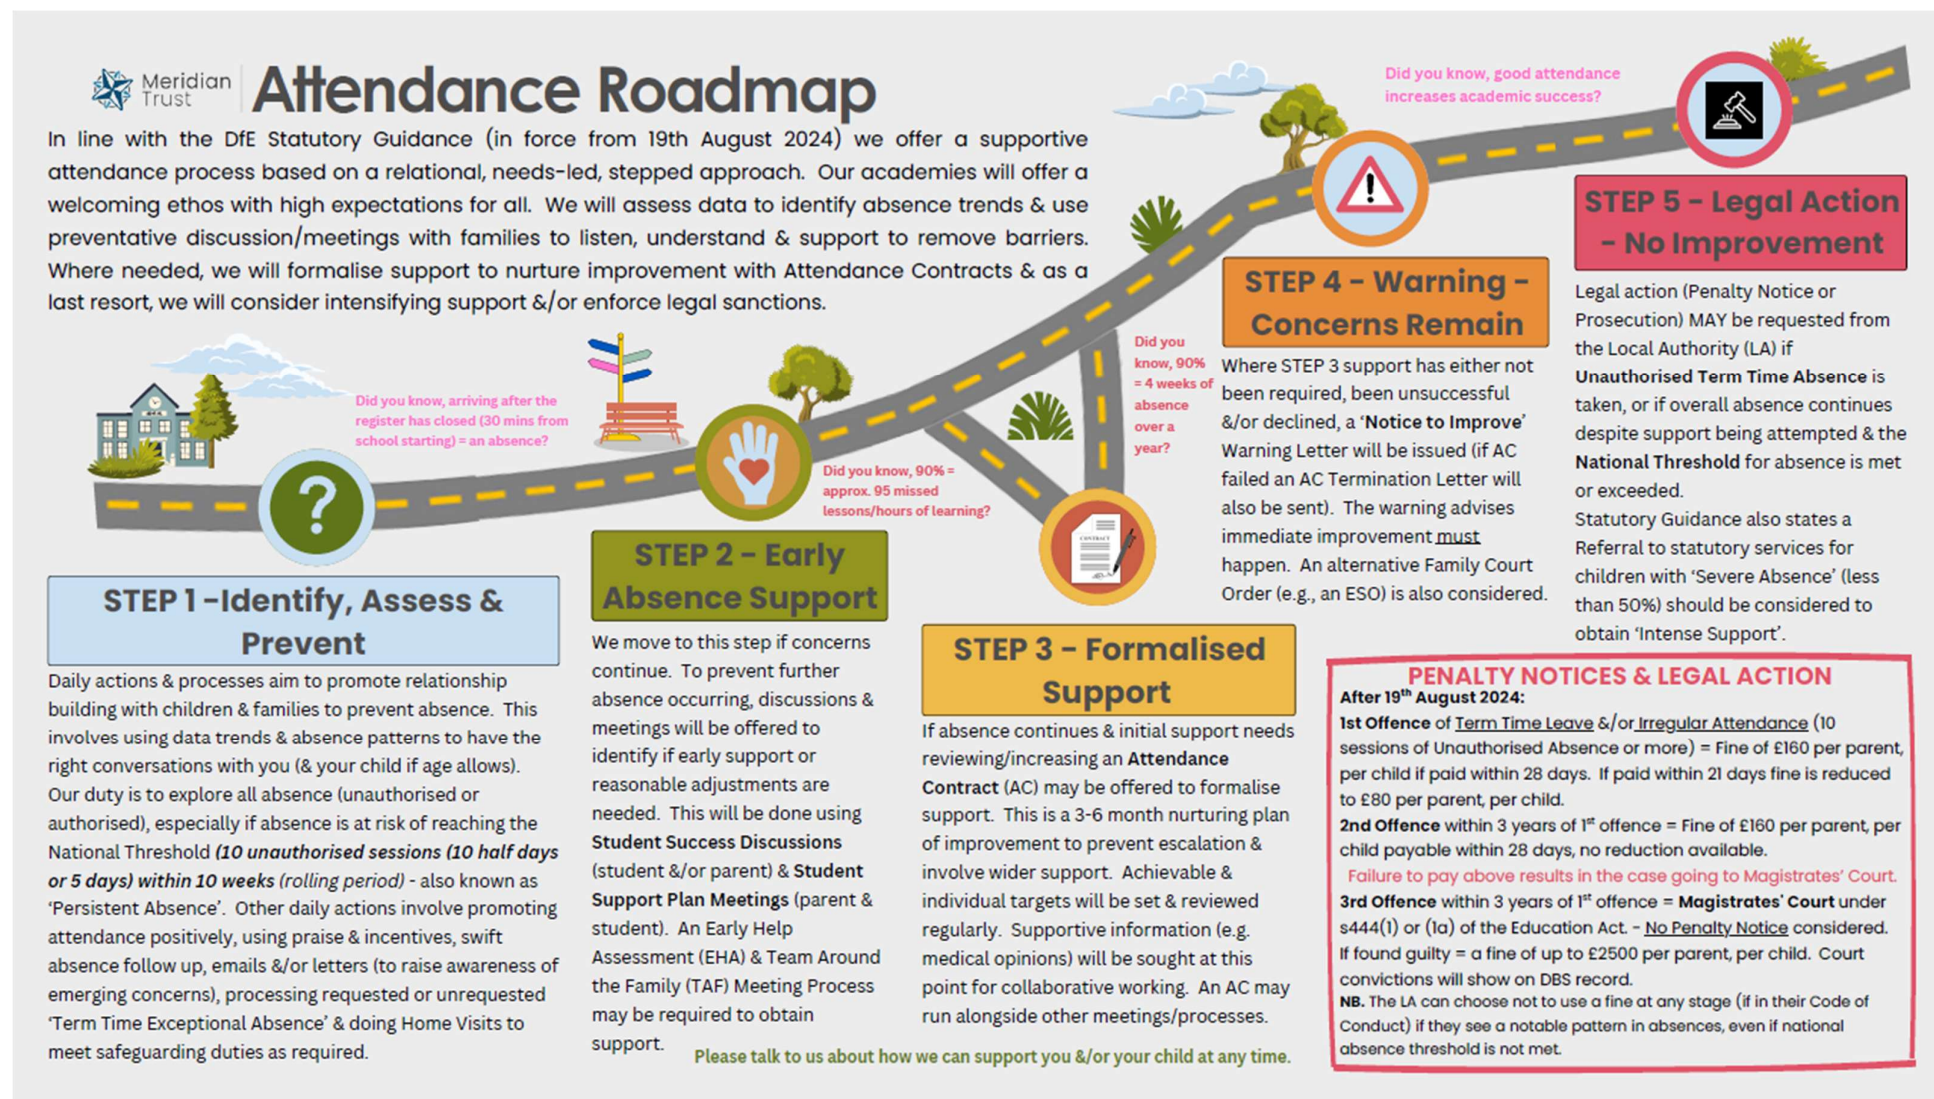 Meridian
Trust
Attendance Roadmap
In line with the DfE Statutory Guidance (in force from 19th August 2024) we offer a supportive
attendance process based on a relational, needs-led, stepped approach. Our academies will offer a
welcoming ethos with high expectations for all. We will assess data to identify absence trends & use
preventative discussion/meetings with families to listen, understand & support to remove barriers.
Where needed, we will formalise support to nurture improvement with Attendance Contracts & as a
last resort, we will consider intensifying support &/or enforce legal sanctions.
Did you know, arriving after the
register has closed (30 mins from
school starting) = an absence?
Did you know, 90% =
approx. 95 missed
lessons/hours of learning?
Did you
know, 90%
= 4 weeks of
absence
over a
year?
Did you know, good attendance
increases academic success?
STEP 1 -Identify, Assess &
Prevent
Daily actions & processes aim to promote relationship
building with children & families to prevent absence. This
involves using data trends & absence patterns to have the
right conversations with you (& your child if age allows).
Our duty is to explore all absence (unauthorised or
authorised), especially if absence is at risk of reaching the
National Threshold (10 unauthorised sessions (10 half days
or 5 days) within 10 weeks (rolling period) - also known as
‘Persistent Absence’. Other daily actions involve promoting
attendance positively, using praise & incentives, swift
absence follow up, emails &/or letters (to raise awareness of
emerging concerns), processing requested or unrequested
‘Term Time Exceptional Absence’ & doing Home Visits to
meet safeguarding duties as required.
STEP 2 - Early
Absence Support
We move to this step if concerns
continue. To prevent further
absence occurring, discussions &
meetings will be offered to
identify if early support or
reasonable adjustments are
needed. This will be done using
Student Success Discussions
(student &/or parent) & Student
Support Plan Meetings (parent &
student). An Early Help
Assessment (EHA) & Team Around
the Family (TAF) Meeting Process
may be required to obtain
support.
CONTRACT
STEP 3 - Formalised
Support
If absence continues & initial support needs
reviewing/increasing an Attendance
Contract (AC) may be offered to formalise
support. This is a 3-6 month nurturing plan
of improvement to prevent escalation &
involve wider support. Achievable &
individual targets will be set & reviewed
regularly. Supportive information (e.g.
medical opinions) will be sought at this
point for collaborative working. An AC may
run alongside other meetings/processes.
STEP 4 - Warning -
Concerns Remain
Where STEP 3 support has either not
been required, been unsuccessful
&/or declined, a ‘Notice to Improve’
Warning Letter will be issued (if AC
failed an AC Termination Letter will
also be sent). The warning advises
immediate improvement must
happen. An alternative Family Court
Order (e.g., an ESO) is also considered.
STEP 5 - Legal Action
- No Improvement
Legal action (Penalty Notice or
Prosecution) MAY be requested from
the Local Authority (LA) if
Unauthorised Term Time Absence is
taken, or if overall absence continues
despite support being attempted & the
National Threshold for absence is met
or exceeded.
Statutory Guidance also states a
Referral to statutory services for
children with ‘Severe Absence’ (less
than 50%) should be considered to
obtain ‘Intense Support’.
PENALTY NOTICES & LEGAL ACTION
After 19th August 2024:
1st Offence of Term Time Leave &/or Irregular Attendance (10
sessions of Unauthorised Absence or more) = Fine of £160 per parent,
per child if paid within 28 days. If paid within 21 days fine is reduced
to £80 per parent, per child.
2nd Offence within 3 years of 1st offence = Fine of £160 per parent, per
child payable within 28 days, no reduction available.
Failure to pay above results in the case going to Magistrates’ Court.
3rd Offence within 3 years of 1st offence = Magistrates' Court under
s444(1) or (1a) of the Education Act. - No Penalty Notice considered.
If found guilty = a fine of up to £2500 per parent, per child. Court
convictions will show on DBS record.
NB. The LA can choose not to use a fine at any stage (if in their Code of
Conduct) if they see a notable pattern in absences, even if national
absence threshold is not met.
Please talk to us about how we can support you &/or your child at any time.